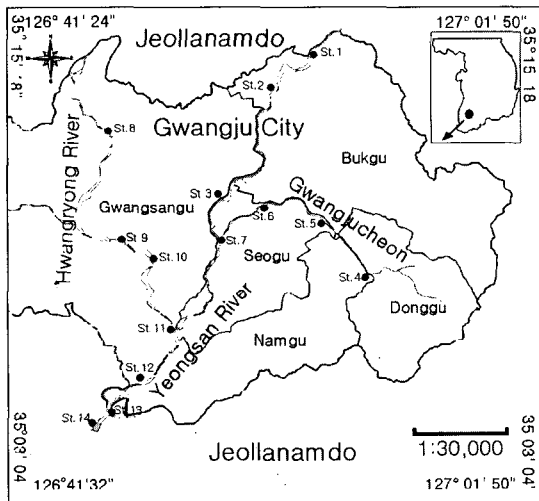 126° 41' 24"
127° 01' 50"
35° 15' 18"
35° 15' 18
Jeollanamdo
St. 1
St. 2
Gwangju City
St. 8
Bukgu
Hwangryong River
Gwangsangu
St 3
St. 6
Gwangjucheon
St. 5
St 9
St. 7
St. 10
Seogu
St. 4
Donggu
St. 11
Yeongsan River
Namgu
St. 12
St. 13
St. 14
35° 03' 04
35° 03' 04
Jeollanamdo
1:30,000
126° 41'32"
127° 01' 50"